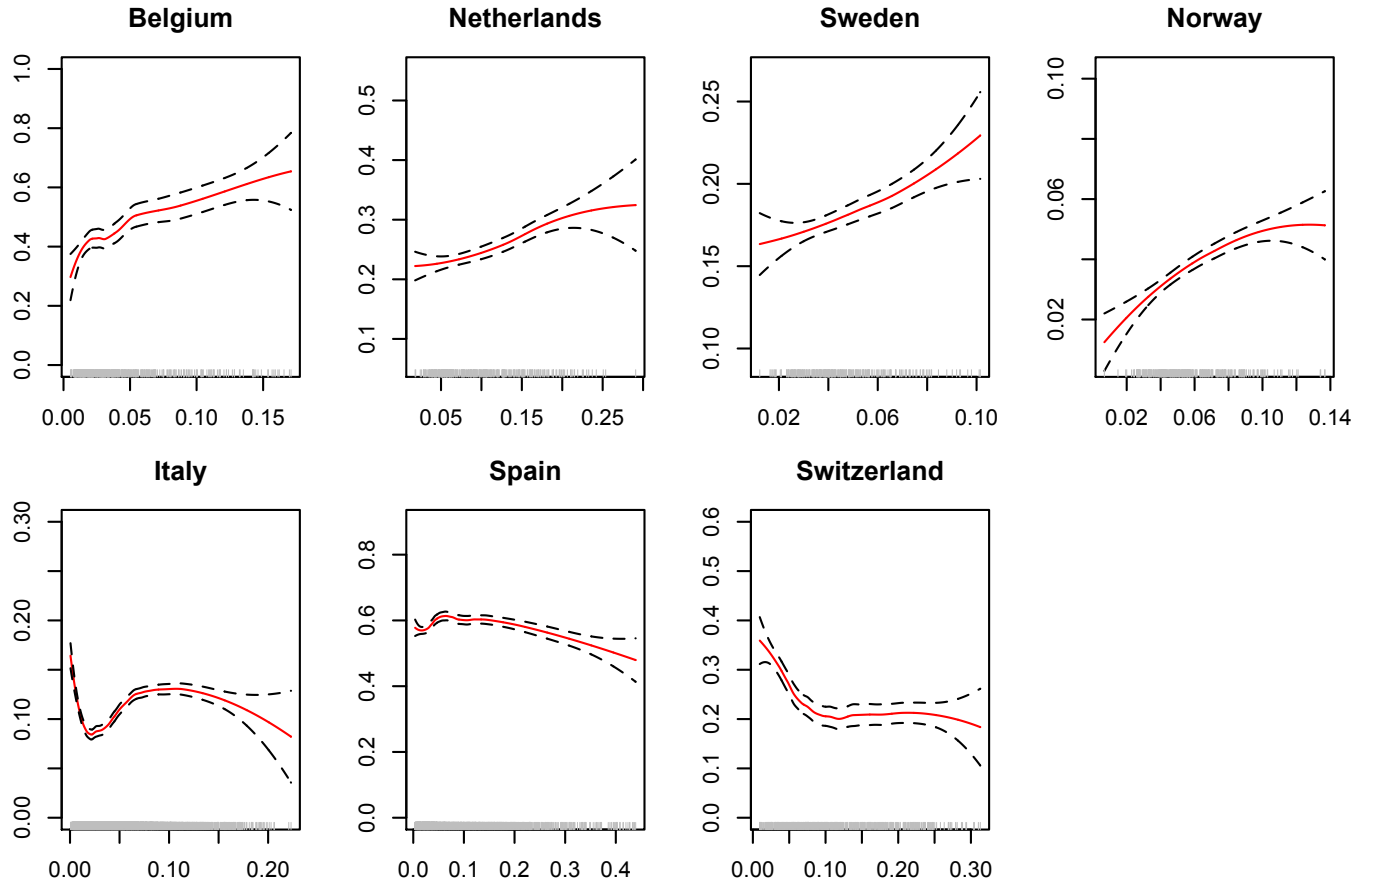 Belgium
0.0 0.2 0.4 0.6 0.8 1.0
0.00 0.05 0.10 0.15
Netherlands
0.1 0.2 0.3 0.4 0.5
0.05 0.15 0.25
Sweden
0.10 0.15 0.20 0.25
0.02 0.06 0.10
Norway
0.02 0.06 0.10
0.02 0.06 0.10 0.14
Italy
0.00 0.10 0.20 0.30
0.00 0.10 0.20
Spain
0.0 0.2 0.4 0.6 0.8
0.0 0.1 0.2 0.3 0.4
Switzerland
0.0 0.1 0.2 0.3 0.4 0.5 0.6
0.00 0.10 0.20 0.30